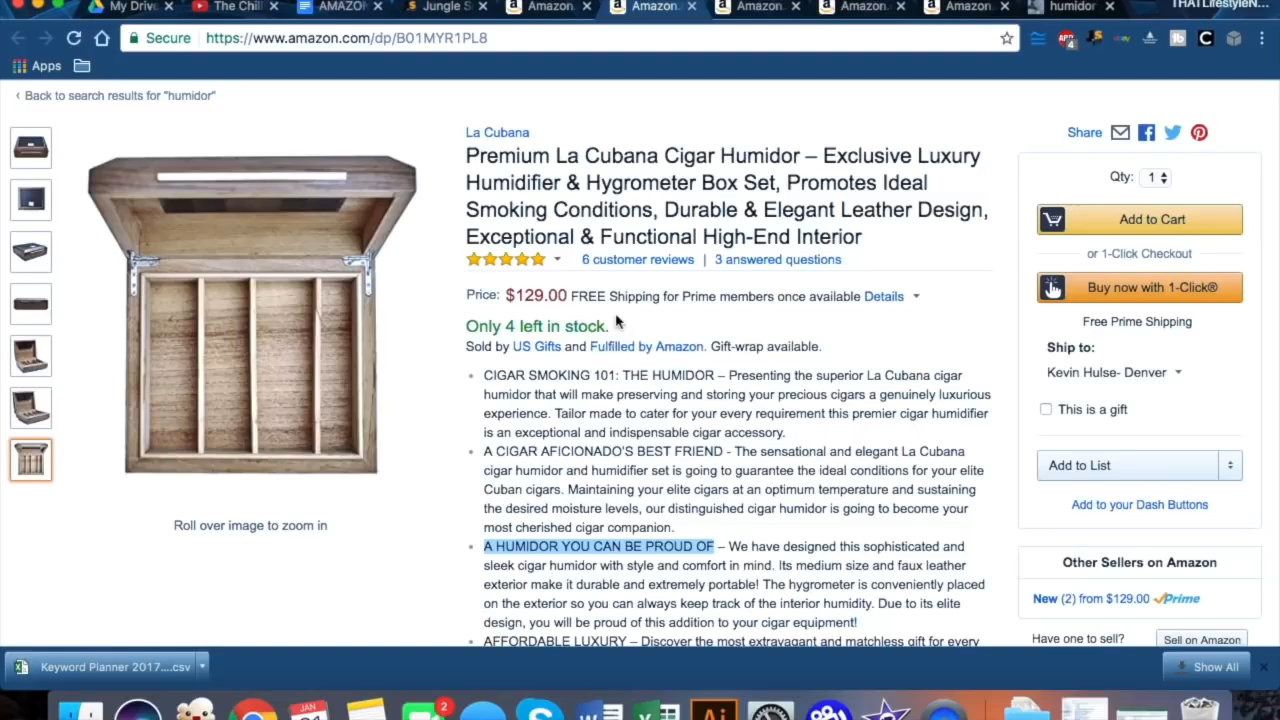 My Driv
The Chill
AMAZO
Jungle S
Amazon.
Amazon.
Amazon.
Amazon.
Amazon.
humidor
THATLifestyleN...
Secure
https://www.amazon.com/dp/B01MYR1PL8
4
Apps
‹ Back to search results for "humidor"
La Cubana
Premium La Cubana Cigar Humidor – Exclusive Luxury
Humidifier & Hygrometer Box Set, Promotes Ideal
Smoking Conditions, Durable & Elegant Leather Design,
Exceptional & Functional High-End Interior
6 customer reviews | 3 answered questions
Price: $129.00 FREE Shipping for Prime members once available Details
Only 4 left in stock.
Sold by US Gifts and Fulfilled by Amazon. Gift-wrap available.
• CIGAR SMOKING 101: THE HUMIDOR – Presenting the superior La Cubana cigar
humidor that will make preserving and storing your precious cigars a genuinely luxurious
experience. Tailor made to cater for your every requirement this premier cigar humidifier
is an exceptional and indispensable cigar accessory.
• A CIGAR AFICIONADO'S BEST FRIEND - The sensational and elegant La Cubana
cigar humidor and humidifier set is going to guarantee the ideal conditions for your elite
Cuban cigars. Maintaining your elite cigars at an optimum temperature and sustaining
the desired moisture levels, our distinguished cigar humidor is going to become your
most cherished cigar companion.
• A HUMIDOR YOU CAN BE PROUD OF – We have designed this sophisticated and
sleek cigar humidor with style and comfort in mind. Its medium size and faux leather
exterior make it durable and extremely portable! The hygrometer is conveniently placed
on the exterior so you can always keep track of the interior humidity. Due to its elite
design, you will be proud of this addition to your cigar equipment!
• AFFORDABLE LUXURY – Discover the most extravagant and matchless gift for every
Roll over image to zoom in
Share
Qty: 1
Add to Cart
or 1-Click Checkout
Buy now with 1-Click®
Free Prime Shipping
Ship to:
Kevin Hulse- Denver
This is a gift
Add to List
Add to your Dash Buttons
Other Sellers on Amazon
New (2) from $129.00 Prime
Have one to sell?
Sell on Amazon
Keyword Planner 2017....csv
Show All
JAN
2
Ai